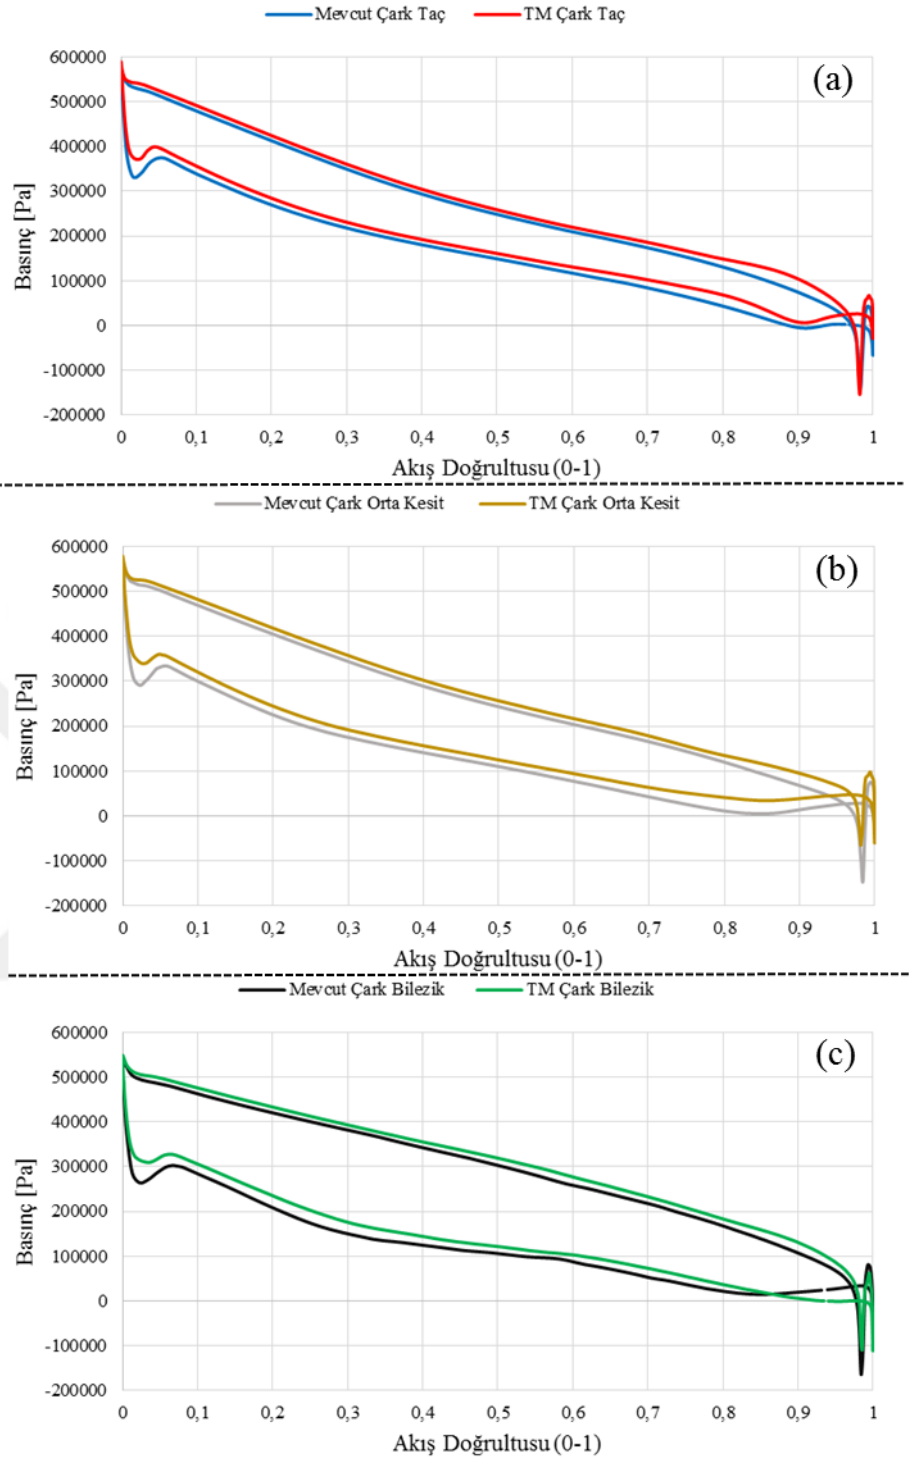 Mevcut Çark Taç TM Çark Taç
(a)
600000
500000
400000
300000
200000
100000
0
-100000
-200000
Basınç [Pa]
0 0,1 0,2 0,3 0,4 0,5 0,6 0,7 0,8 0,9 1
Akış Doğrultusu (0-1)
Mevcut Çark Orta Kesit TM Çark Orta Kesit
(b)
600000
500000
400000
300000
200000
100000
0
-100000
-200000
Basınç [Pa]
0 0,1 0,2 0,3 0,4 0,5 0,6 0,7 0,8 0,9 1
Akış Doğrultusu (0-1)
Mevcut Çark Bilezik TM Çark Bilezik
(c)
600000
500000
400000
300000
200000
100000
0
-100000
-200000
Basınç [Pa]
0 0,1 0,2 0,3 0,4 0,5 0,6 0,7 0,8 0,9 1
Akış Doğrultusu (0-1)